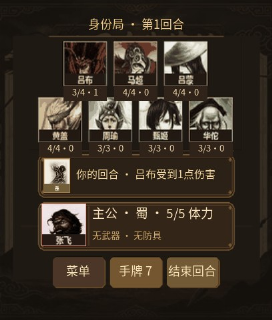 身份局 · 第1回合
吕布 马超 吕蒙
3/4·1 4/4·0 4/4·0
黄盖 周瑜 甄姬 华佗
4/4·0 3/3·0 3/3·0 3/3·0
你的回合 · 吕布受到1点伤害
主公 · 蜀 · 5/5 体力
张飞
无武器 · 无防具
菜单 手牌 7 结束回合